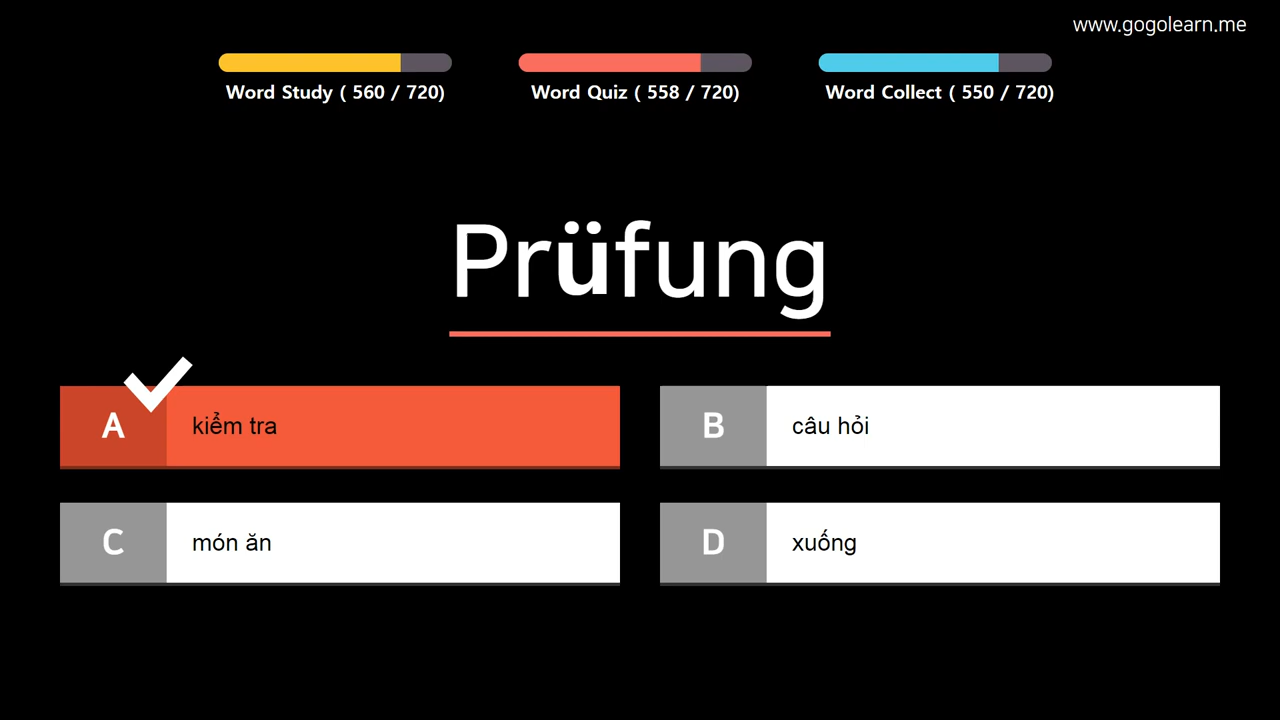 www.gogolearn.me
Word Study ( 560 / 720)
Word Quiz ( 558 / 720)
Word Collect ( 550 / 720)
Prüfung
A kiểm tra
B câu hỏi
C món ăn
D xuống